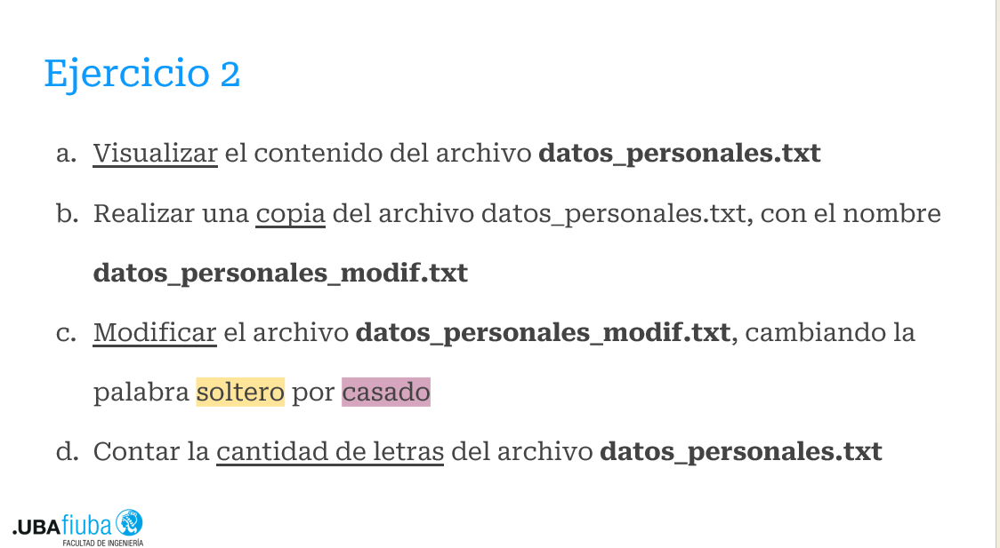 Ejercicio 2
a. Visualizar el contenido del archivo datos_personales.txt
b. Realizar una copia del archivo datos_personales.txt, con el nombre
datos_personales_modif.txt
c. Modificar el archivo datos_personales_modif.txt, cambiando la
palabra soltero por casado
d. Contar la cantidad de letras del archivo datos_personales.txt
.UBAfiuba
FACULTAD DE INGENIERÍA